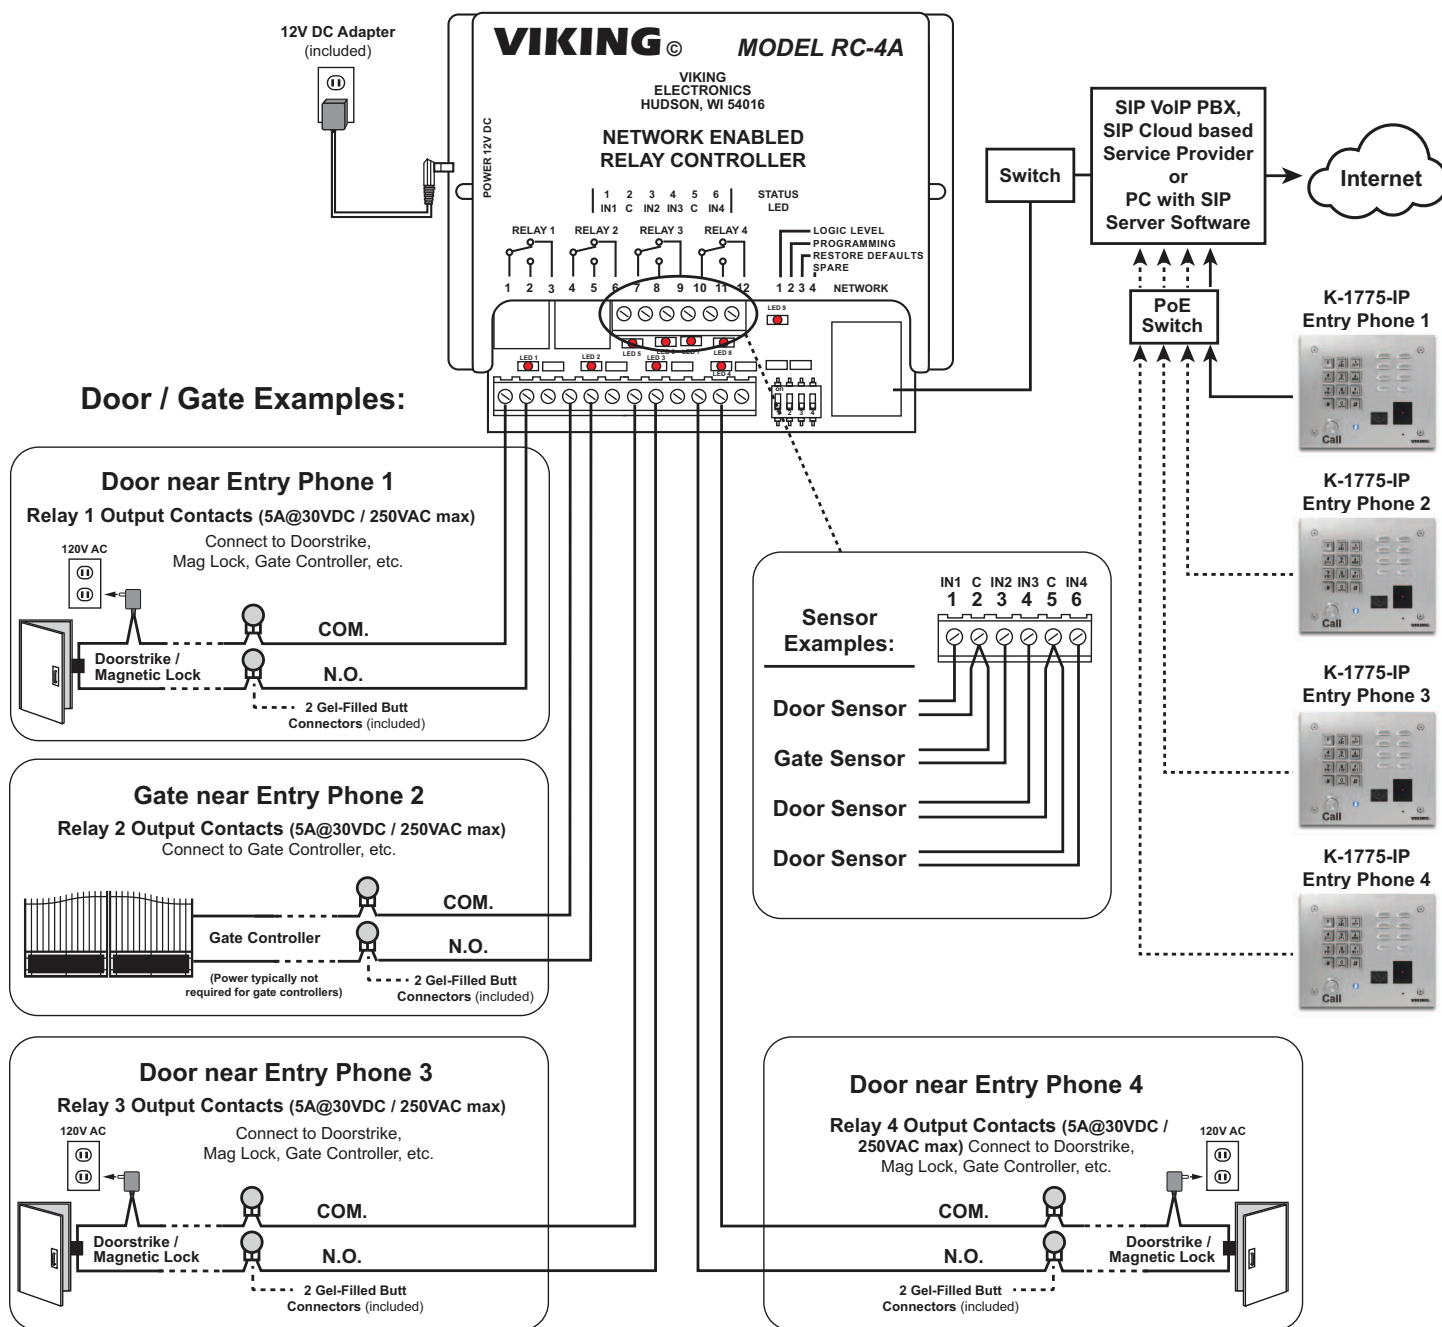 12V DC Adapter
(included)
VIKING ©
MODEL RC-4A
VIKING
ELECTRONICS
HUDSON, WI 54016
NETWORK ENABLED
RELAY CONTROLLER
POWER 12V DC
1 2 3 4 5 6
IN1 C IN2 IN3 C IN4
STATUS
LED
RELAY 1 RELAY 2 RELAY 3 RELAY 4
LOGIC LEVEL
PROGRAMMING
RESTORE DEFAULTS
SPARE
1 2 3 4 5 6 7 8 9 10 11 12
1 2 3 4
NETWORK
LED 9
LED 5
LED 8
LED 1
LED 2
LED 3
LED 4
on
2 3 4
Switch
SIP VoIP PBX,
SIP Cloud based
Service Provider
or
PC with SIP
Server Software
Internet
PoE
Switch
K-1775-IP
Entry Phone 1
Call
VIKING
K-1775-IP
Entry Phone 2
Call
VIKING
K-1775-IP
Entry Phone 3
Call
VIKING
K-1775-IP
Entry Phone 4
Call
VIKING
Door / Gate Examples:
Door near Entry Phone 1
Relay 1 Output Contacts (5A@30VDC / 250VAC max)
Connect to Doorstrike,
Mag Lock, Gate Controller, etc.
120V AC
COM.
Doorstrike /
Magnetic Lock
N.O.
2 Gel-Filled Butt
Connectors (included)
Gate near Entry Phone 2
Relay 2 Output Contacts (5A@30VDC / 250VAC max)
Connect to Gate Controller, etc.
COM.
Gate Controller
N.O.
(Power typically not
required for gate controllers)
2 Gel-Filled Butt
Connectors (included)
Door near Entry Phone 3
Relay 3 Output Contacts (5A@30VDC / 250VAC max)
Connect to Doorstrike,
Mag Lock, Gate Controller, etc.
120V AC
COM.
Doorstrike /
Magnetic Lock
N.O.
2 Gel-Filled Butt
Connectors (included)
Sensor
Examples:
IN1 C IN2 IN3 C IN4
1 2 3 4 5 6
Door Sensor
Gate Sensor
Door Sensor
Door Sensor
Door near Entry Phone 4
Relay 4 Output Contacts (5A@30VDC /
250VAC max) Connect to Doorstrike,
Mag Lock, Gate Controller, etc.
120V AC
COM.
Doorstrike /
Magnetic Lock
N.O.
2 Gel-Filled Butt
Connectors (included)